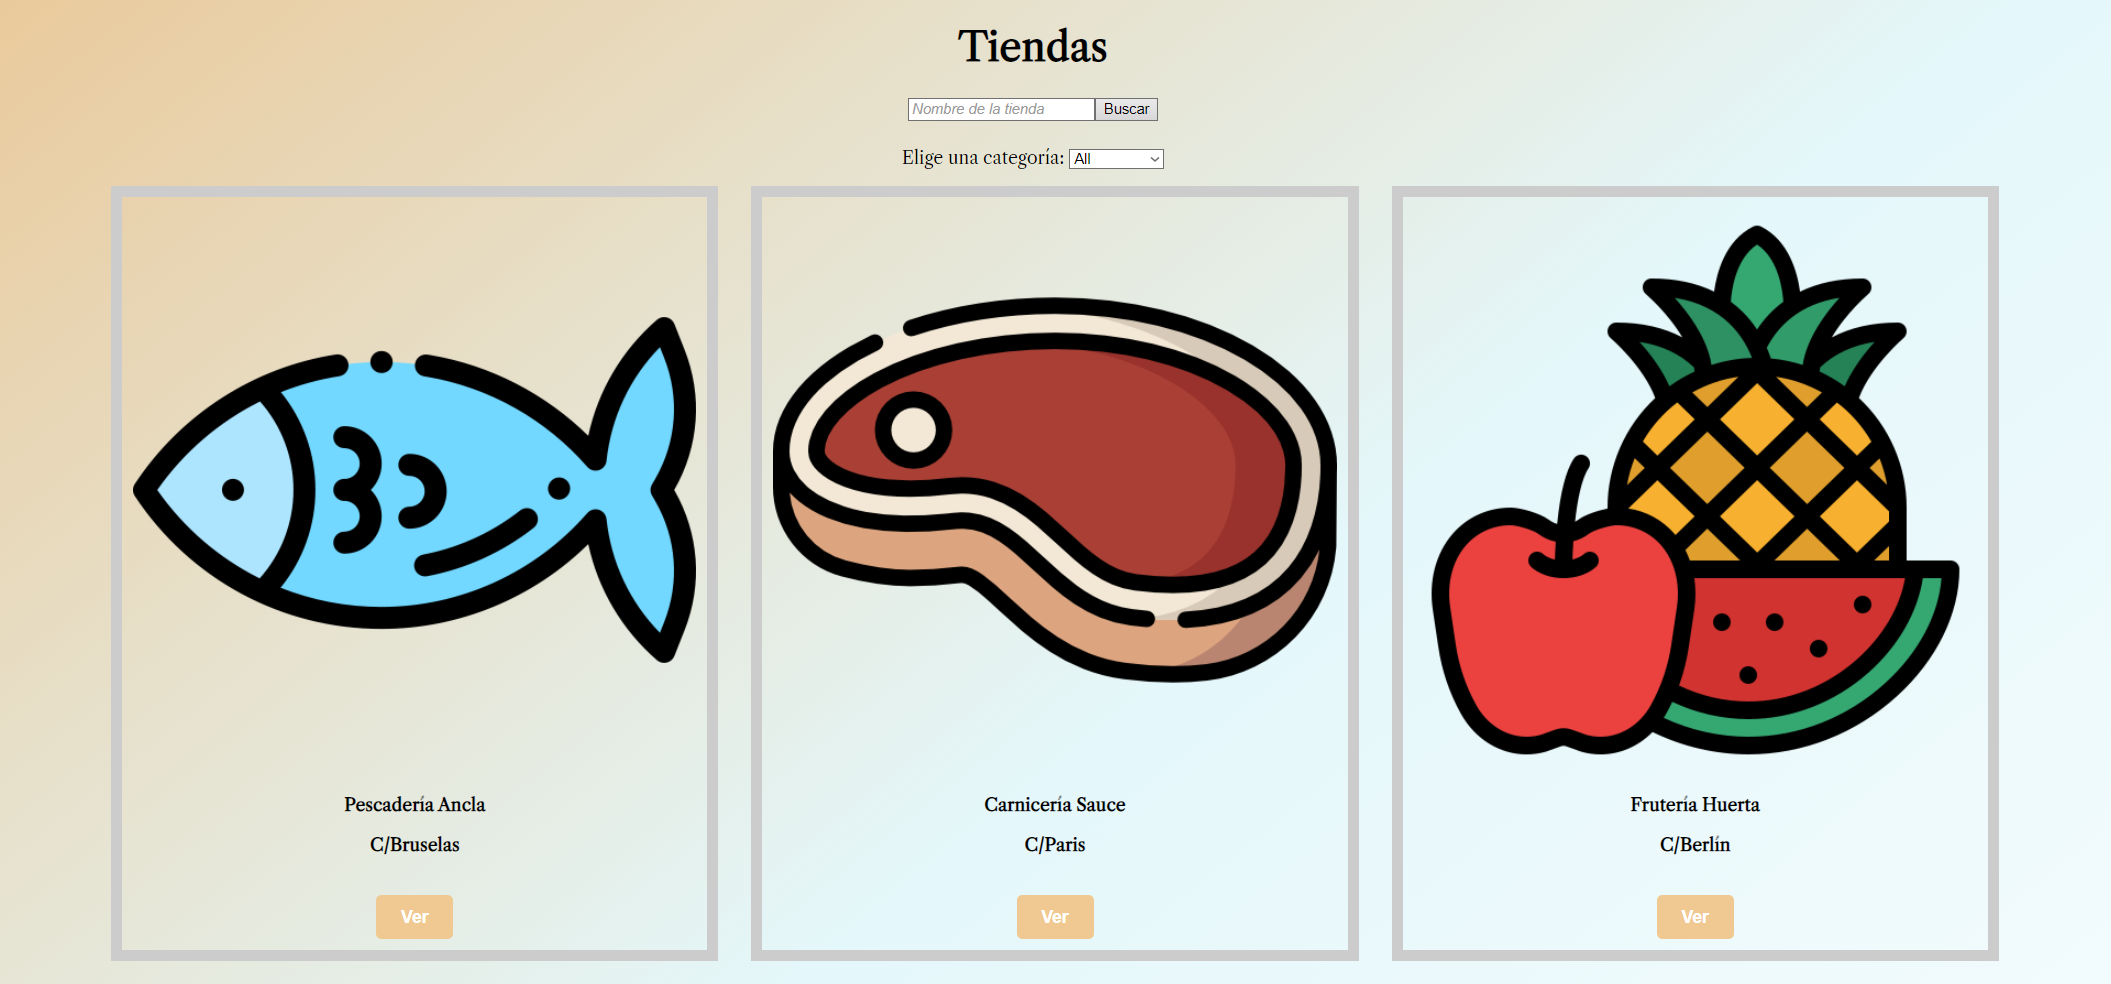 Tiendas
Nombre de la tienda Buscar
Elige una categoría: All
Pescadería Ancla
C/Bruselas
Ver
Carnicería Sauce
C/Paris
Ver
Frutería Huerta
C/Berlín
Ver